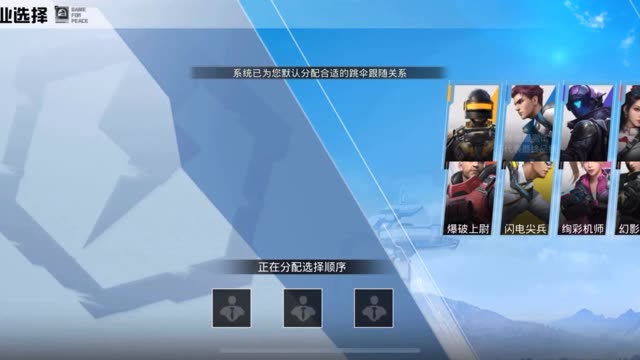 业选择
GAME
FOR
PEACE
系统已为您默认分配合适的跳伞跟随关系
爆破上尉
闪电尖兵
绚彩机师
幻影
正在分配选择顺序